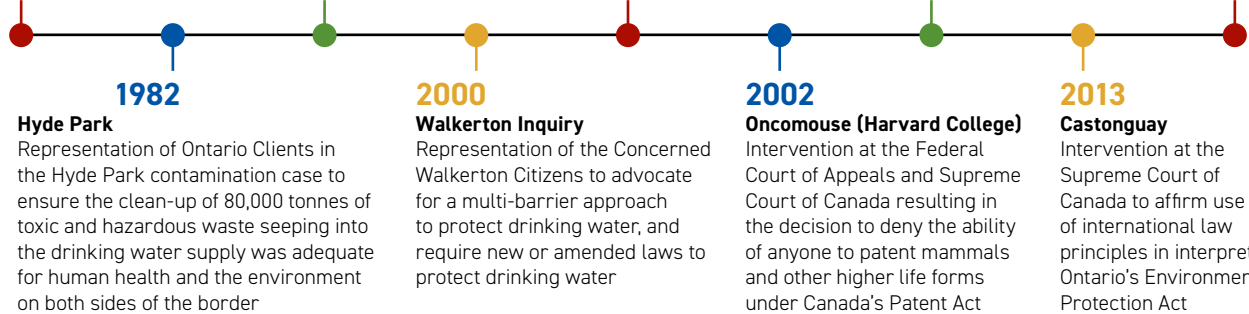 1982
Hyde Park
Representation of Ontario Clients in
the Hyde Park contamination case to
ensure the clean-up of 80,000 tonnes of
toxic and hazardous waste seeping into
the drinking water supply was adequate
for human health and the environment
on both sides of the border
2000
Walkerton Inquiry
Representation of the Concerned
Walkerton Citizens to advocate
for a multi-barrier approach
to protect drinking water, and
require new or amended laws to
protect drinking water
2002
Oncomouse (Harvard College)
Intervention at the Federal
Court of Appeals and Supreme
Court of Canada resulting in
the decision to deny the ability
of anyone to patent mammals
and other higher life forms
under Canada's Patent Act
2013
Castonguay
Intervention at the
Supreme Court of
Canada to affirm use
of international law
principles in
Ontario's
Protection Act